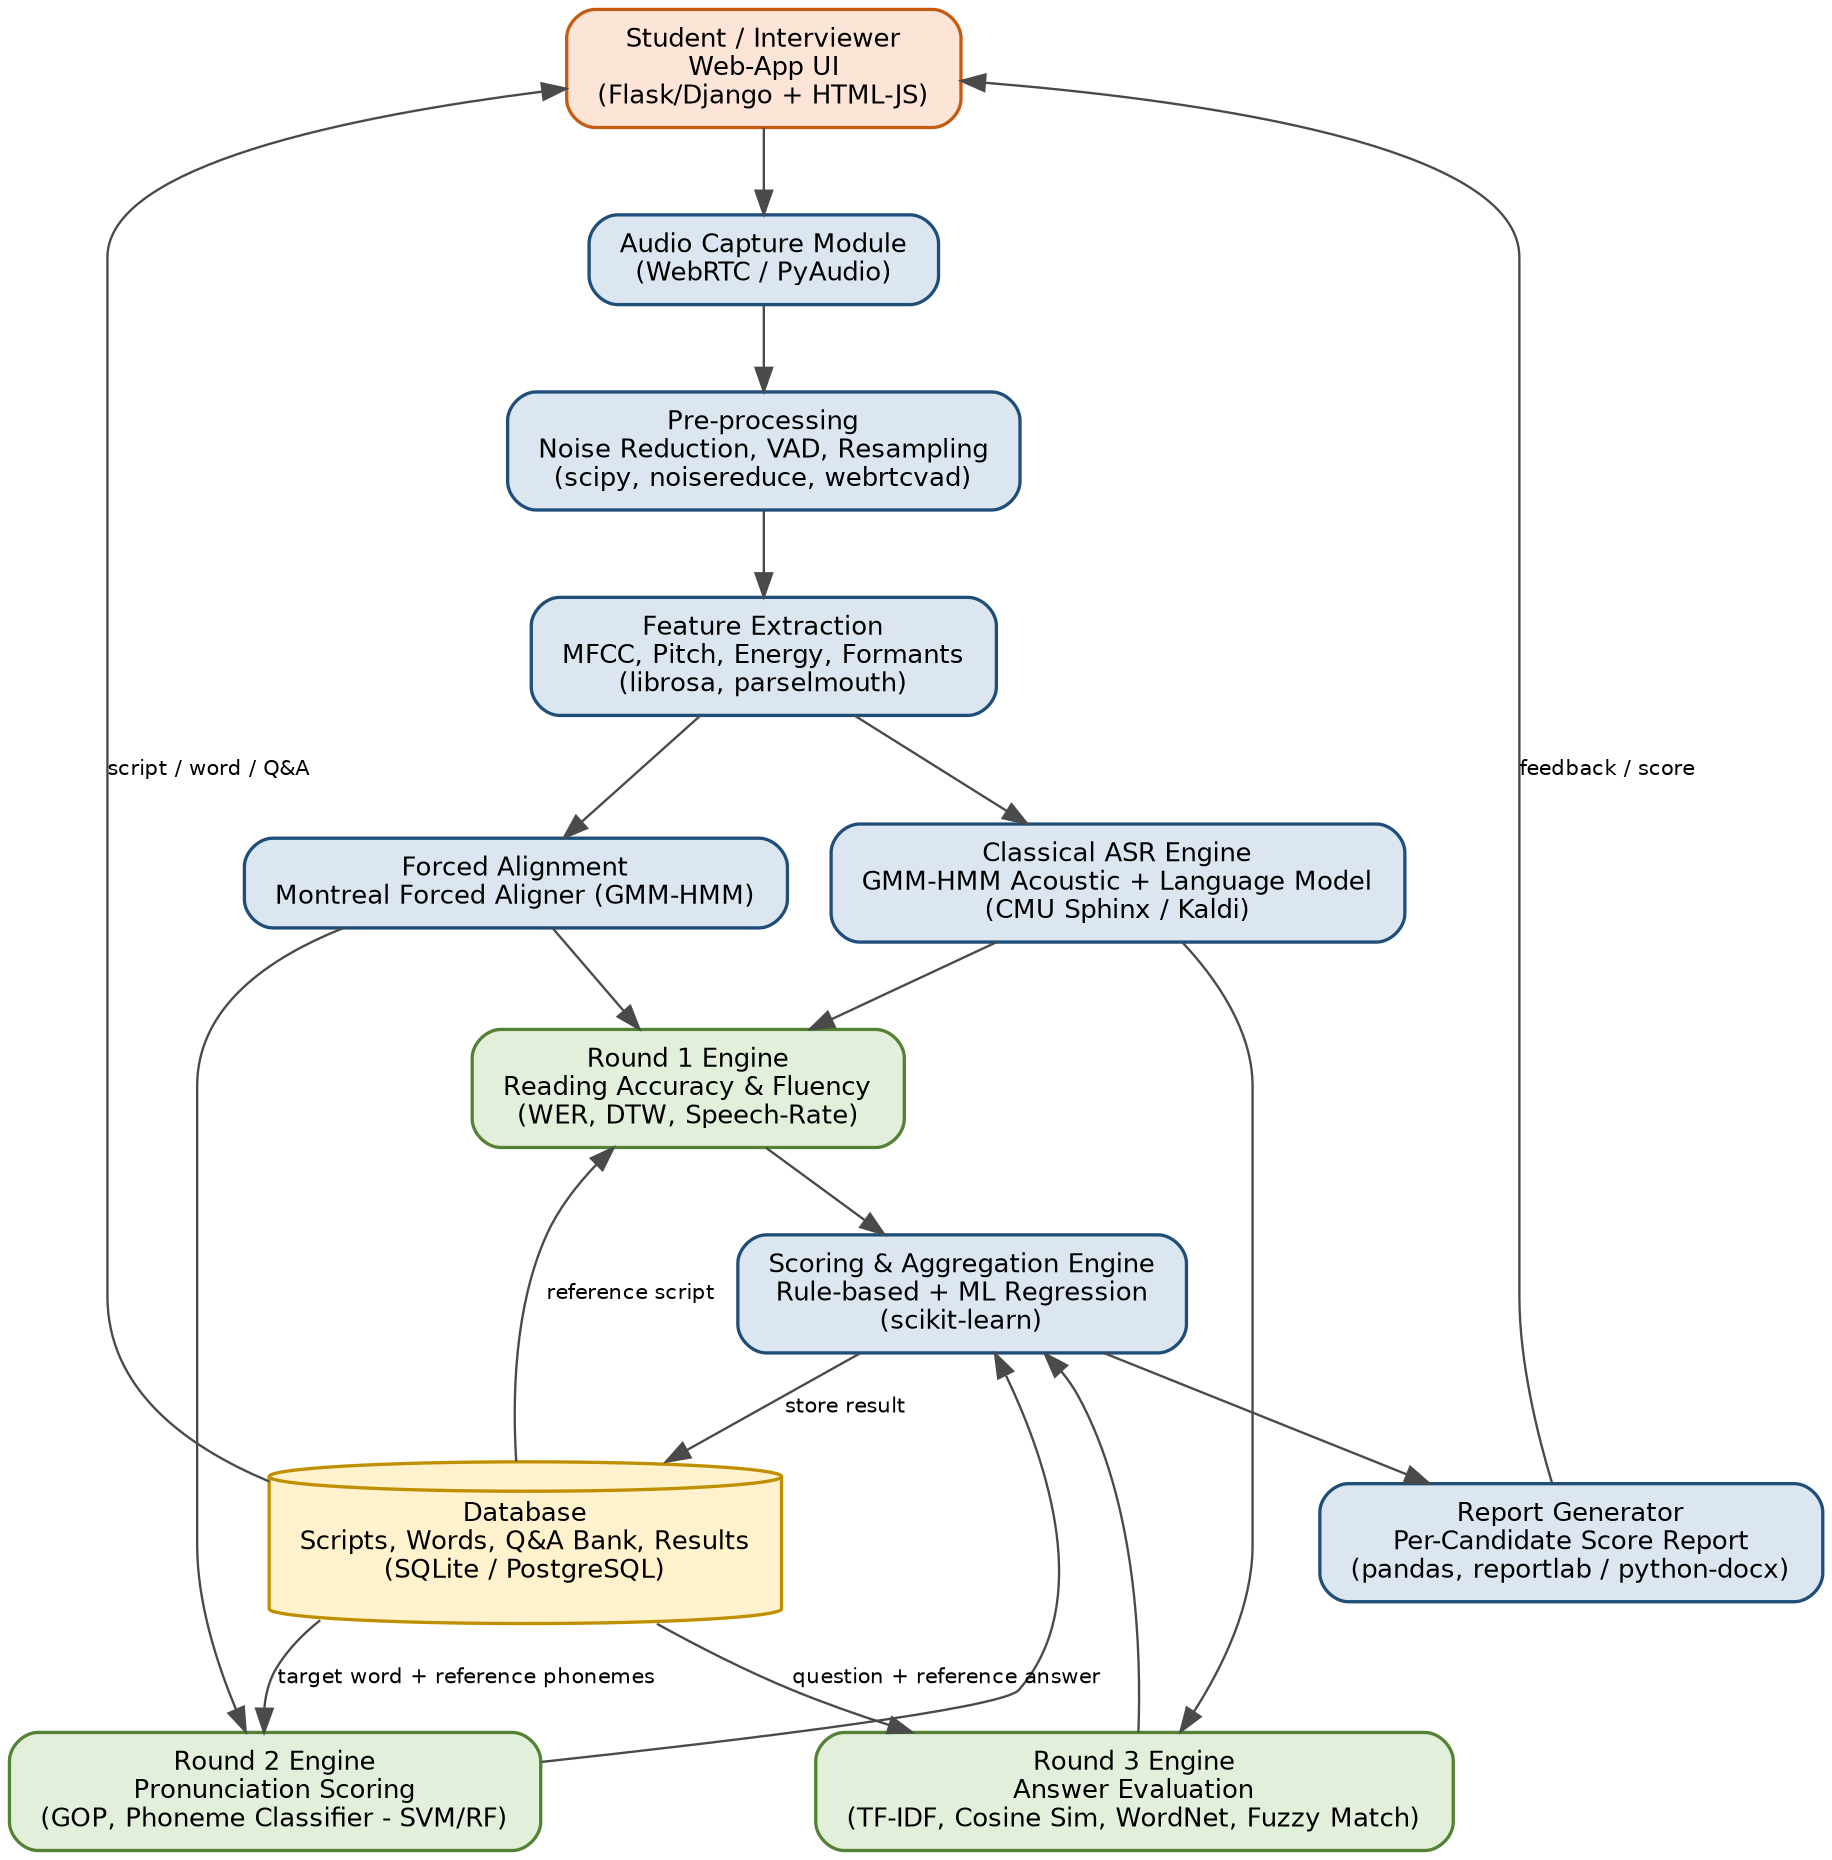 Student / Interviewer
Web-App UI
(Flask/Django + HTML-JS)
Audio Capture Module
(WebRTC / PyAudio)
Pre-processing
Noise Reduction, VAD, Resampling
(scipy, noisereduce, webrtcvad)
Feature Extraction
MFCC, Pitch, Energy, Formants
(librosa, parselmouth)
script / word / Q&A
feedback / score
Forced Alignment
Montreal Forced Aligner (GMM-HMM)
Classical ASR Engine
GMM-HMM Acoustic + Language Model
(CMU Sphinx / Kaldi)
Round 1 Engine
Reading Accuracy & Fluency
(WER, DTW, Speech-Rate)
reference script
Scoring & Aggregation Engine
Rule-based + ML Regression
(scikit-learn)
store result
Database
Scripts, Words, Q&A Bank, Results
(SQLite / PostgreSQL)
Report Generator
Per-Candidate Score Report
(pandas, reportlab / python-docx)
target word + reference phonemes
question + reference answer
Round 2 Engine
Pronunciation Scoring
(GOP, Phoneme Classifier - SVM/RF)
Round 3 Engine
Answer Evaluation
(TF-IDF, Cosine Sim, WordNet, Fuzzy Match)